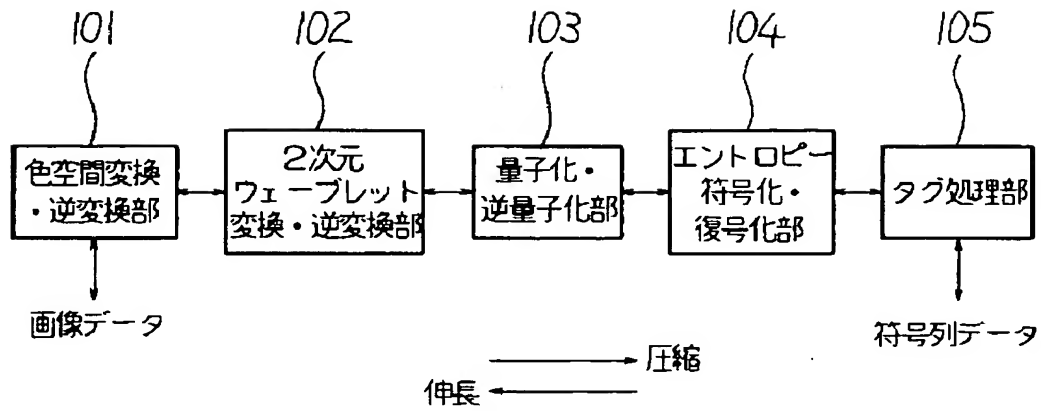 101
102
103
104
105
色空間変換
・逆変換部
2次元
ウェーブレット
変換・逆変換部
量子化・
逆量子化部
エントロピー
符号化・
復号化部
タグ処理部
画像データ
符号列データ
圧縮
伸長